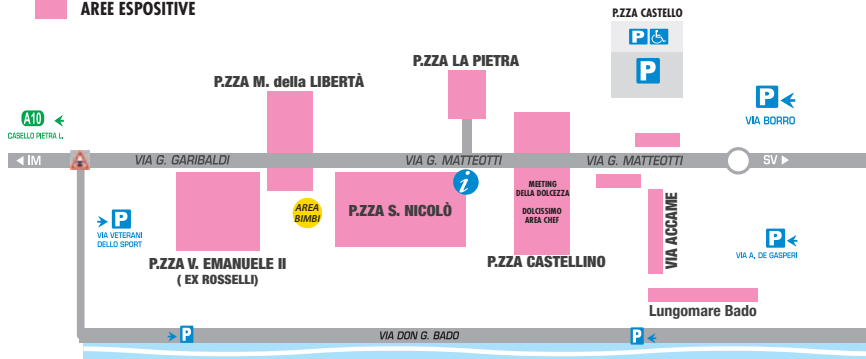 AREE ESPOSITIVE
P.ZZA CASTELLO
P
P
P.ZZA LA PIETRA
P.ZZA M. della LIBERTÀ
P
VIA BORRO
A10
CASELLO PIETRA L.
IM
VIA G. GARIBALDI
VIA G. MATTEOTTI
VIA G. MATTEOTTI
SV
i
MEETING
DELLA DOLCEZZA
DOLCISSIMO
AREA CHEF
AREA
BIMBI
P.ZZA S. NICOLÒ
P
VIA VETERANI
DELLO SPORT
VIA ACCAME
P
VIA A. DE GASPERI
P.ZZA V. EMANUELE II
( EX ROSSELLI)
P.ZZA CASTELLINO
Lungomare Bado
P
VIA DON G. BADO
P